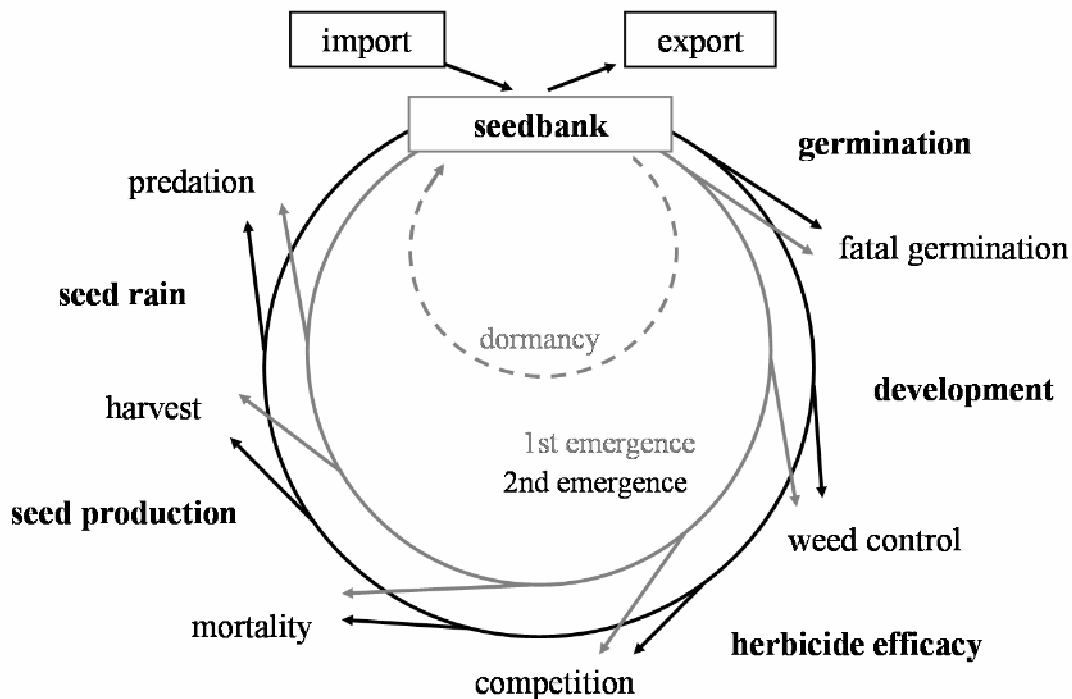 import
export
seedbank
germination
predation
fatal germination
seed rain
dormancy
development
harvest
1st emergence
2nd emergence
seed production
weed control
mortality
herbicide efficacy
competition